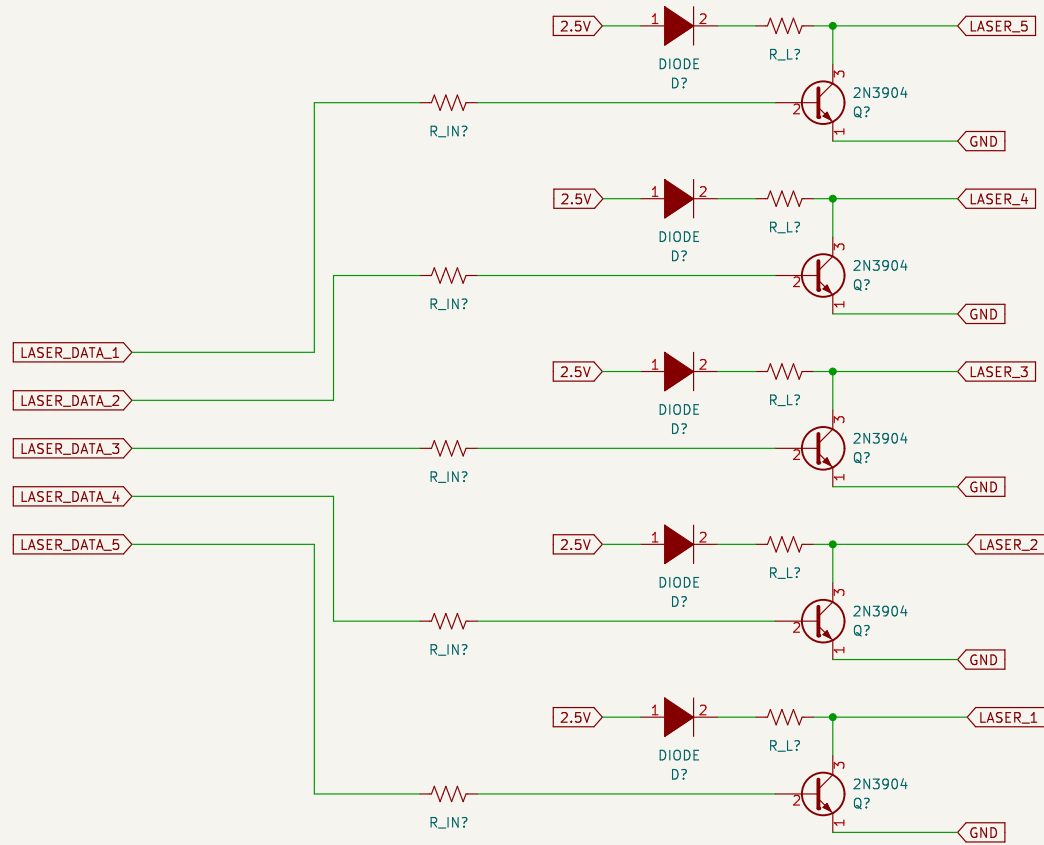 2.5V
1
2
LASER_5
R_L?
DIODE
D?
3
2N3904
Q?
2
R_IN?
1
GND
2.5V
1
2
LASER_4
R_L?
DIODE
D?
3
2N3904
Q?
2
R_IN?
1
GND
LASER_DATA_1
2.5V
1
2
LASER_3
LASER_DATA_2
R_L?
DIODE
D?
3
2N3904
LASER_DATA_3
Q?
2
R_IN?
1
GND
LASER_DATA_4
LASER_DATA_5
2.5V
1
2
LASER_2
R_L?
DIODE
D?
3
2N3904
Q?
2
R_IN?
1
GND
2.5V
1
2
LASER_1
R_L?
DIODE
D?
3
2N3904
Q?
2
R_IN?
1
GND